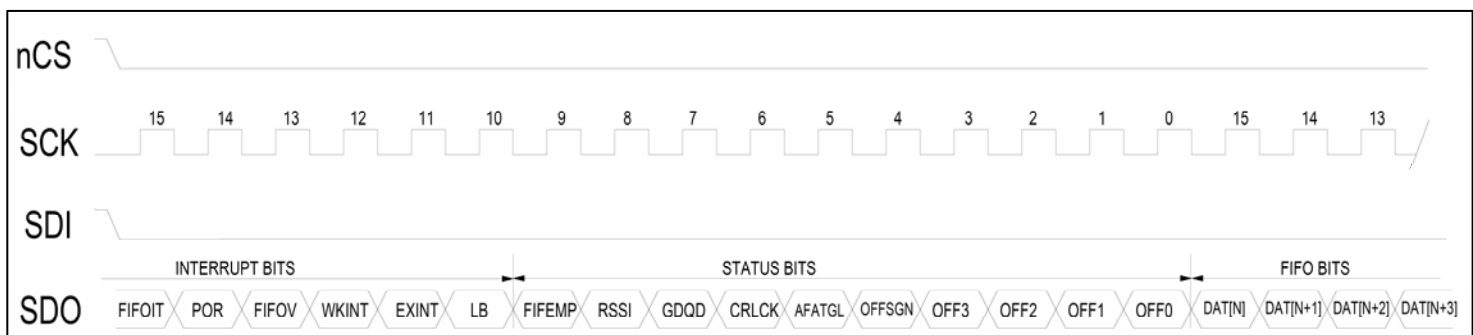 nCS
15 14 13 12 11 10 9 8 7 6 5 4 3 2 1 0 15 14 13
SCK
SDI
INTERRUPT BITS STATUS BITS FIFO BITS
SDO FIFOIT POR FIFOV WKINT EXINT LB FIFEMP RSSI GDQD CRLCK AFATGL OFFSGN OFF3 OFF2 OFF1 OFF0 DAT[N] DAT[N+1] DAT[N+2] DAT[N+3]